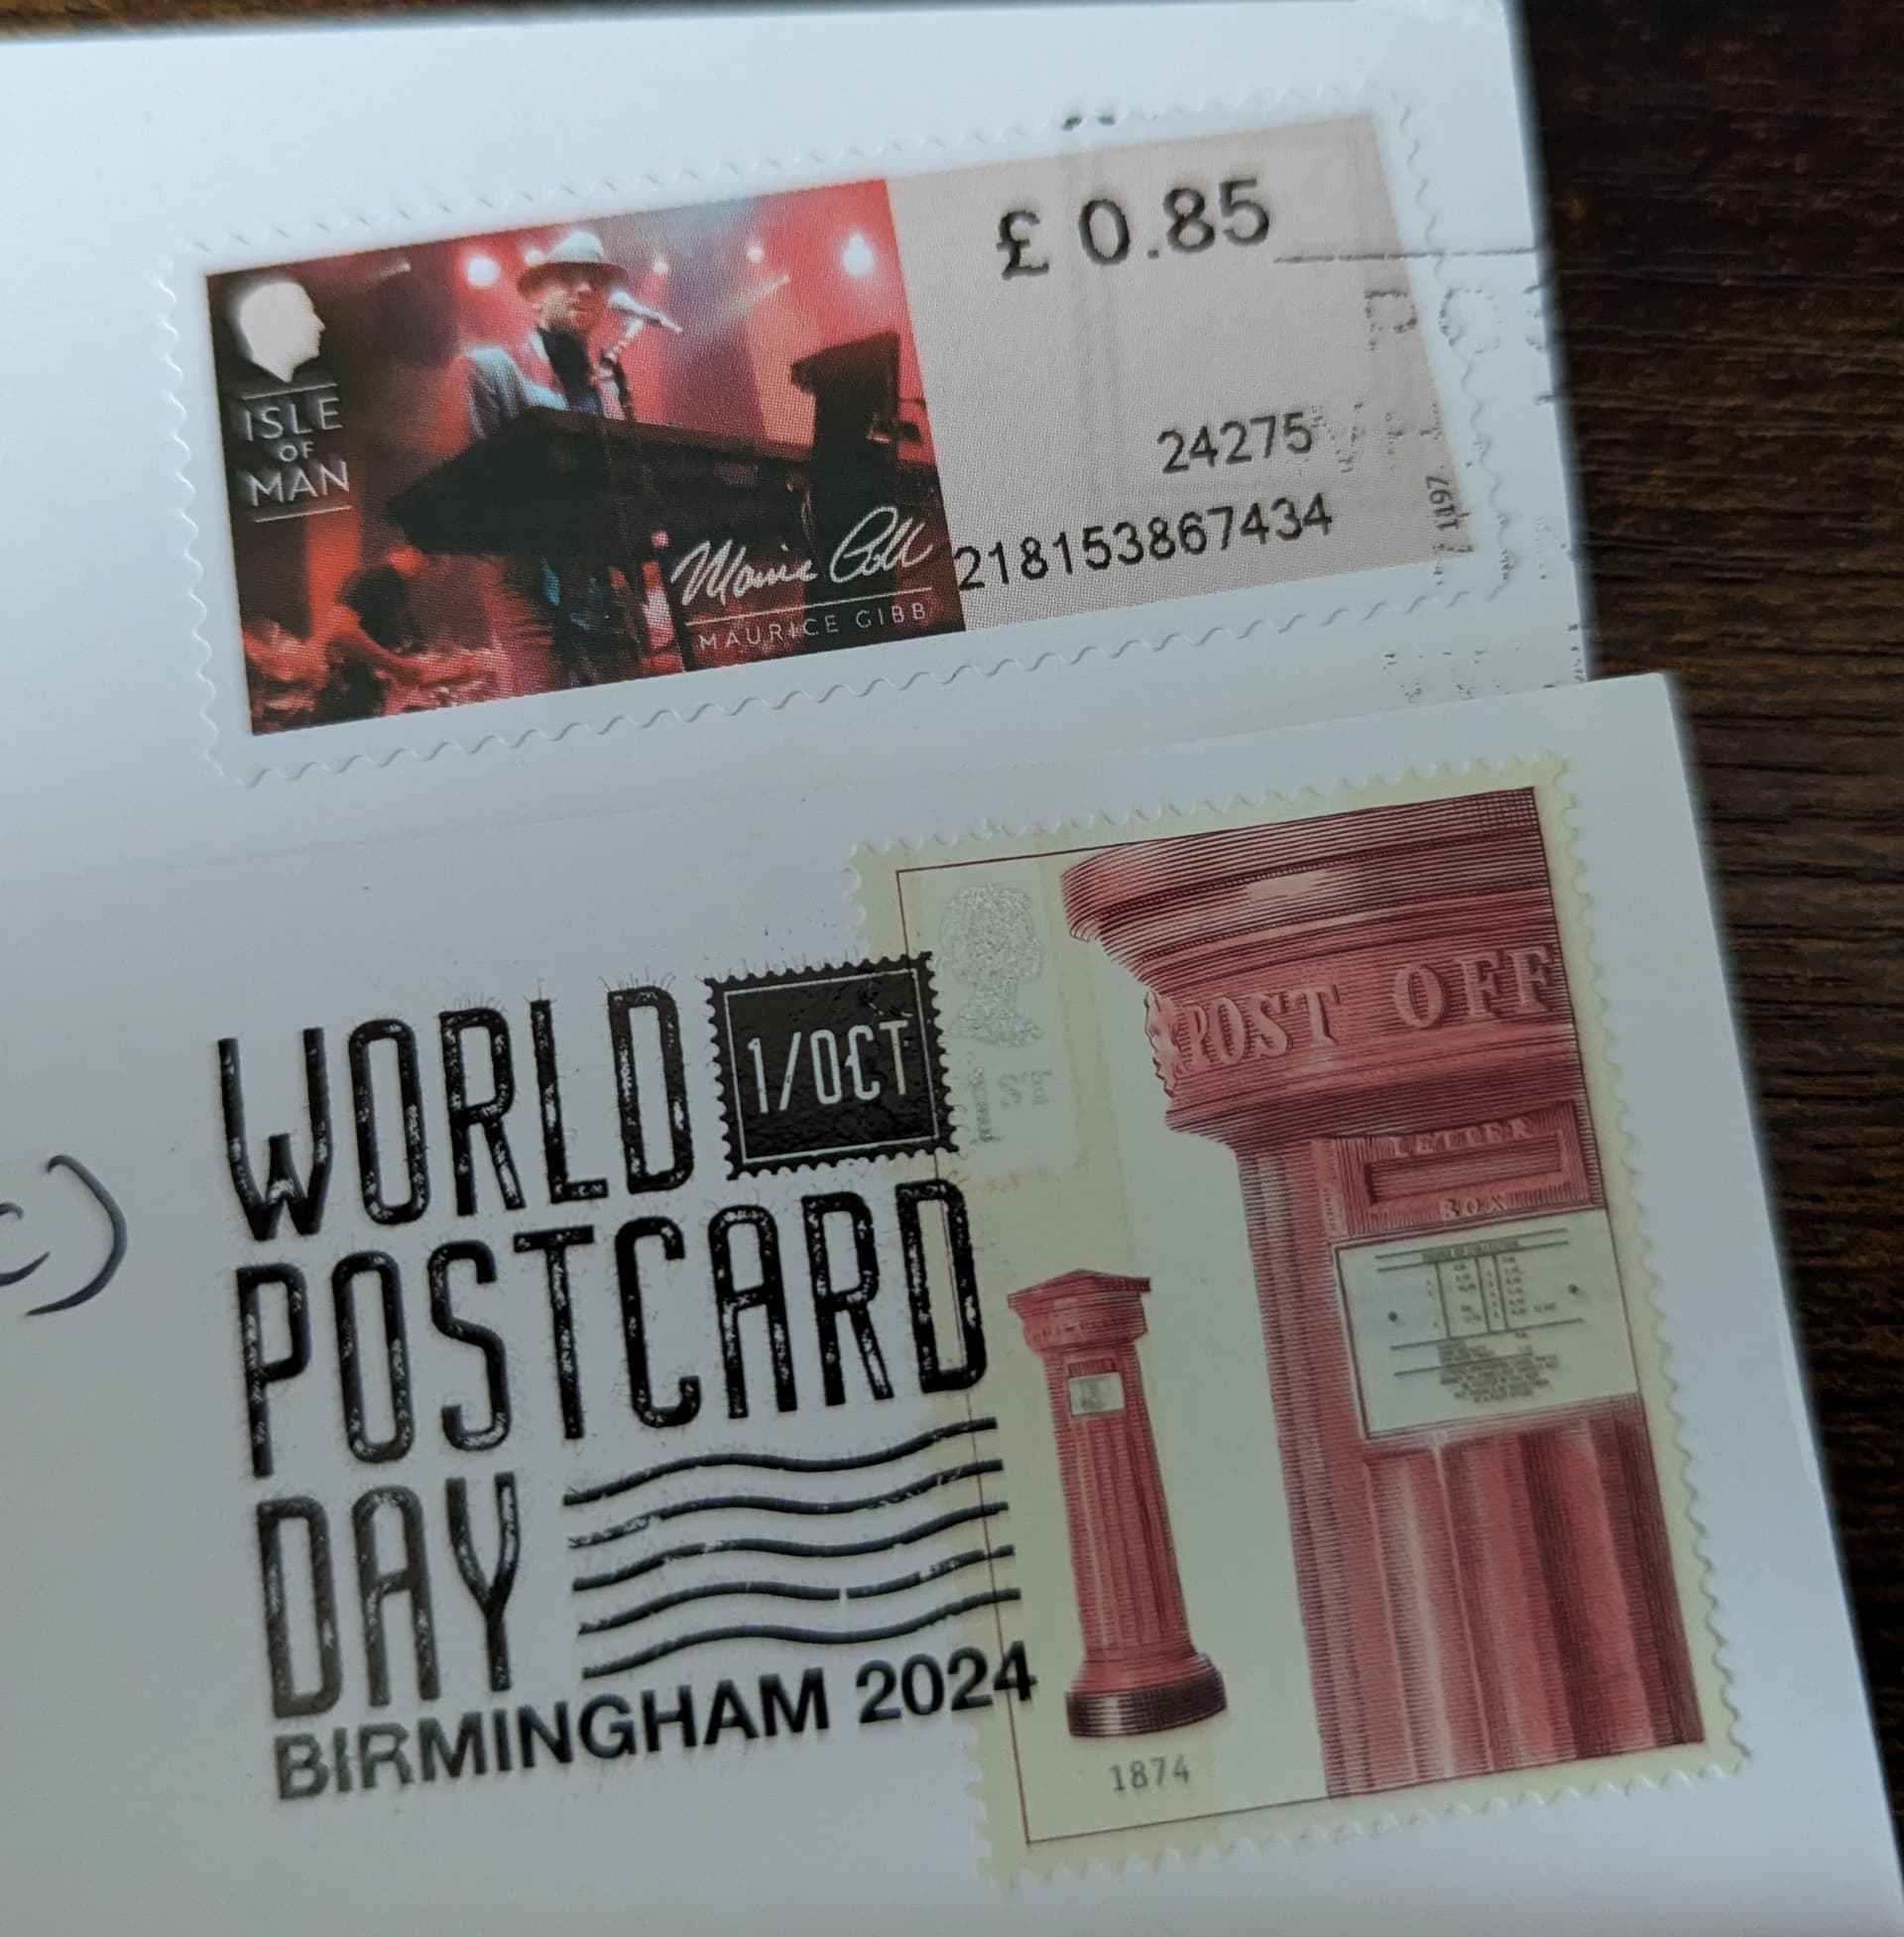 £ 0.85
ISLE
OF
MAN
24275
218153867434
MAURICE GIBB
1197
POST OFF
LETTER
BOX
WORLD
1/OCT
POSTCARD
DAY
BIRMINGHAM 2024
1874